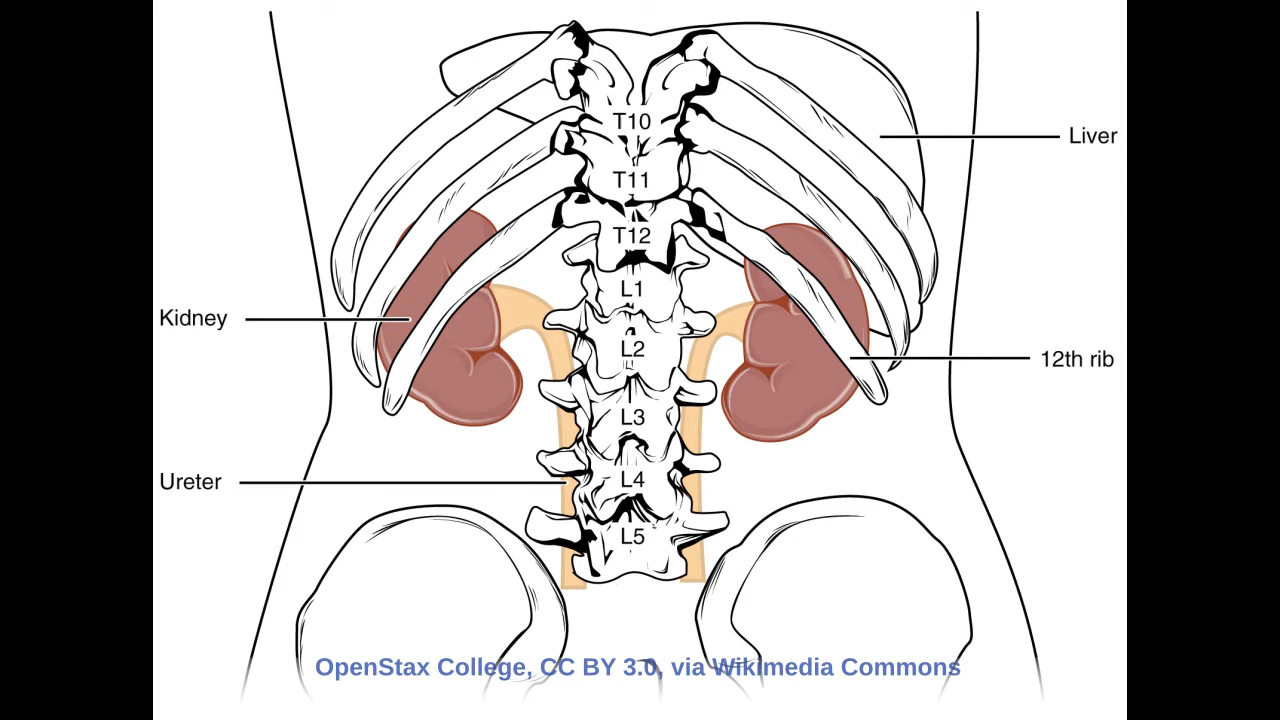 T10
Liver
T11
T12
L1
Kidney
L2
12th rib
L3
Ureter
L4
L5
OpenStax College, CC BY 3.0, via Wikimedia Commons